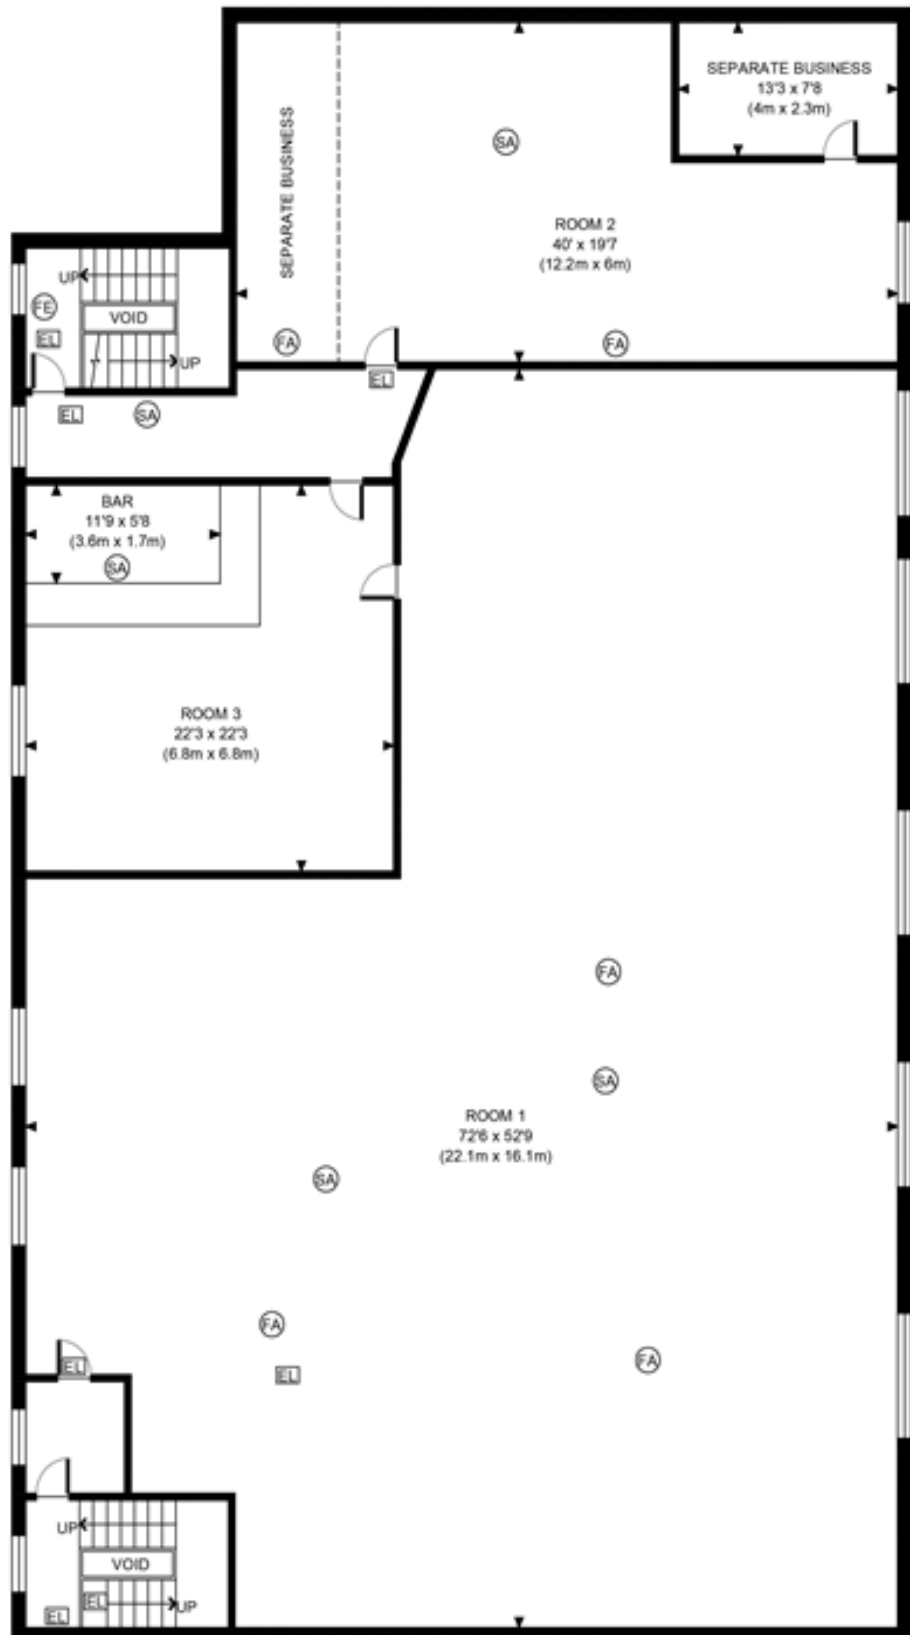 SEPARATE BUSINESS
13'3 x 7'8
(4m x 2.3m)
SEPARATE BUSINESS
SA
ROOM 2
40' x 19'7
(12.2m x 6m)
FA
FA
UP
FE
VOID
EL
UP
EL
EL
SA
BAR
11'9 x 5'8
(3.6m x 1.7m)
SA
ROOM 3
22'3 x 22'3
(6.8m x 6.8m)
FA
SA
ROOM 1
72'6 x 52'9
(22.1m x 16.1m)
SA
FA
FA
EL
EL
UP
VOID
EL
UP
EL